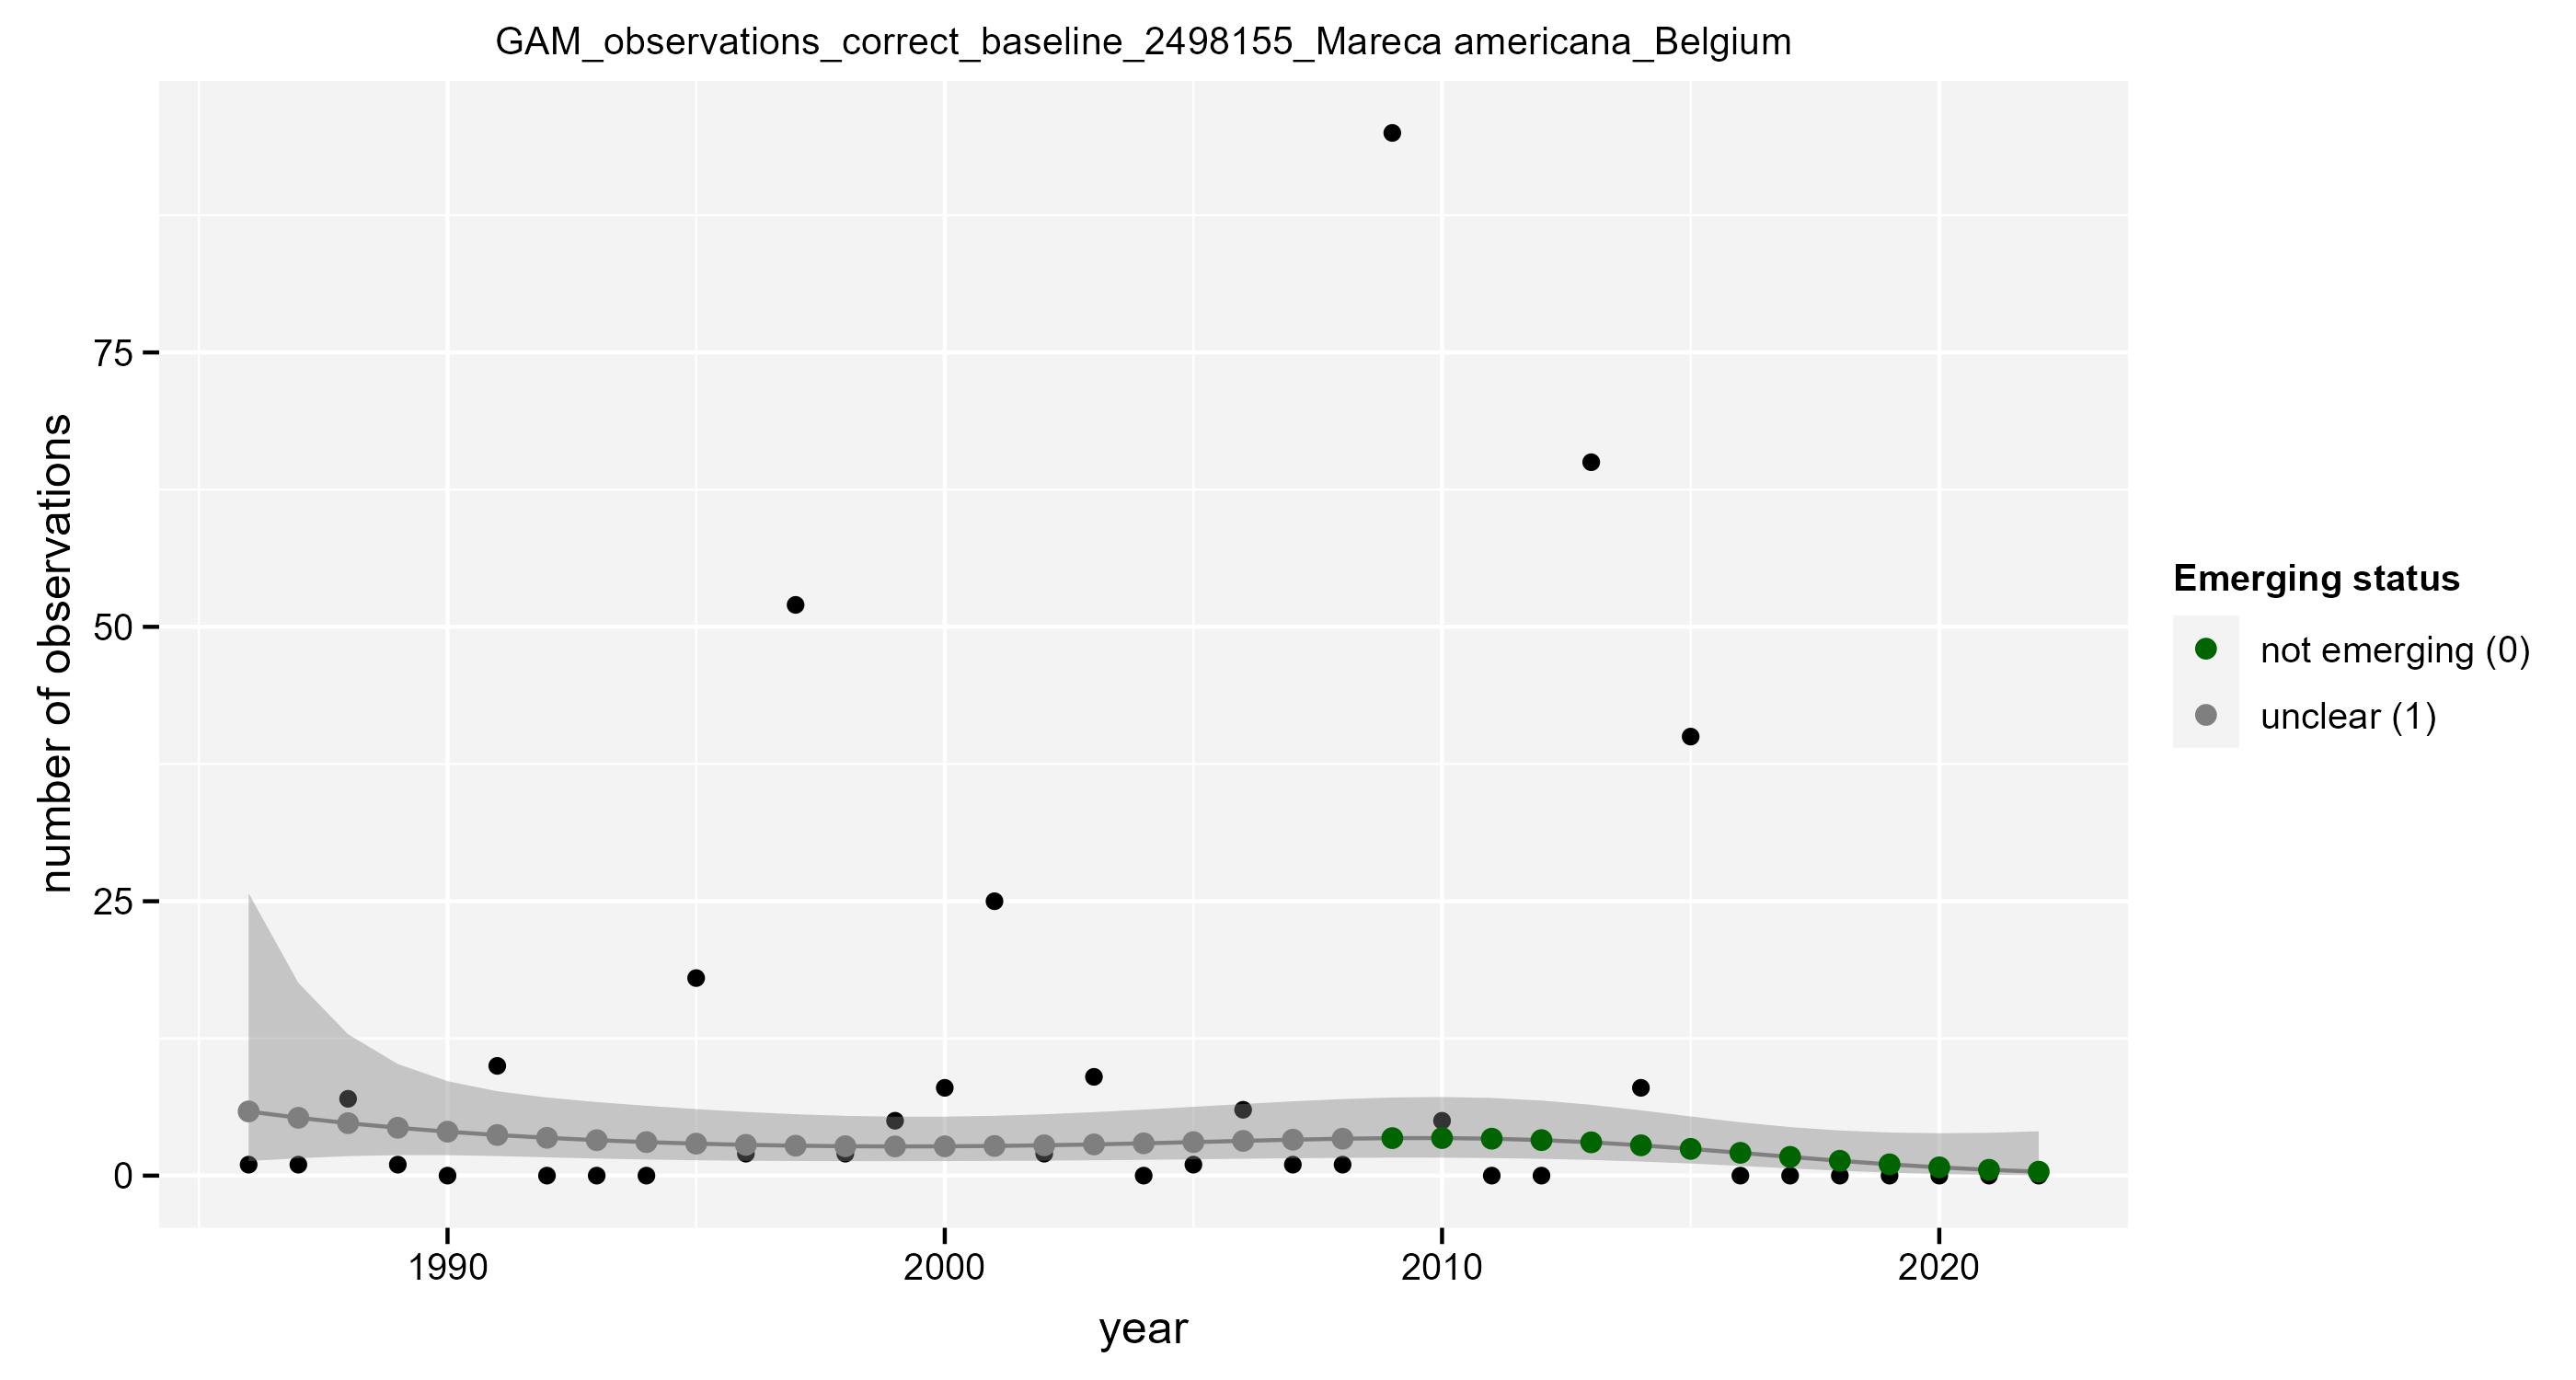 GAM_observations_correct_baseline_2498155_Mareca americana_Belgium
number of observations
75
50
25
0
1990
2000
2010
2020
year
Emerging status
not emerging (0)
unclear (1)